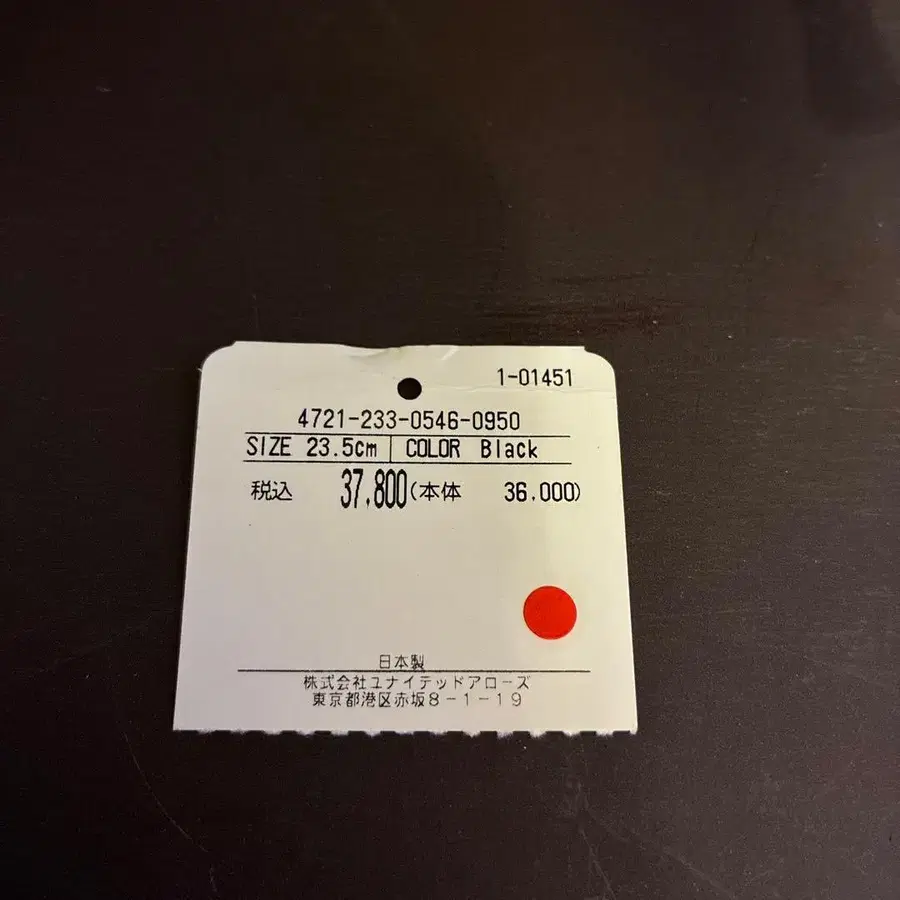 1-01451
4721-233-0546-0950
SIZE 23.5cm COLOR Black
税込 37,800(本体 36,000)
日本製
株式会社ユナイテッドアローズ
東京都港区赤坂8-1-19